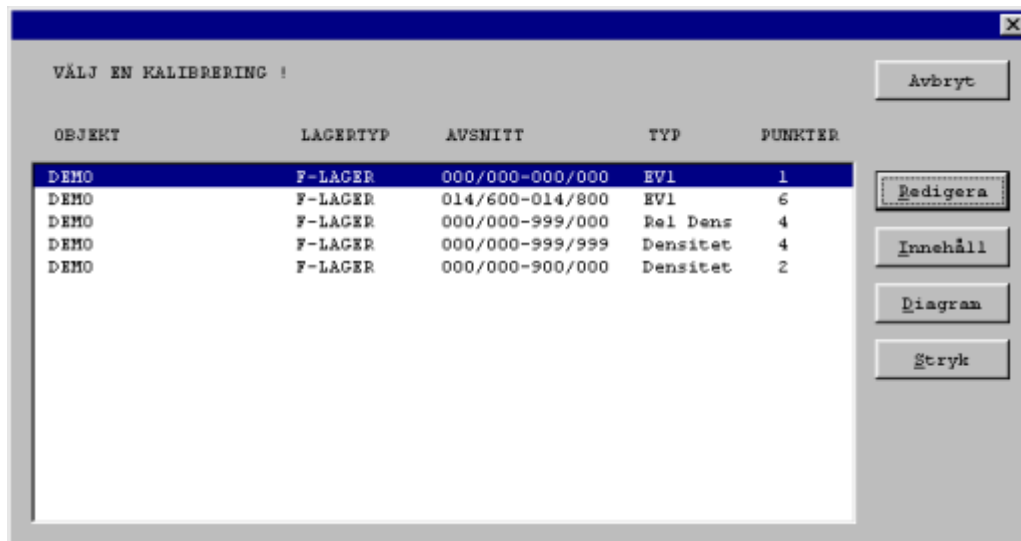 VÄLJ EN KALIBRERING !
Avbryt
OBJEKT LAGERTYP AVSNITT TYP PUNKTER
DEMO F-LAGER 000/000-000/000 EV1 1
DEMO F-LAGER 014/600-014/800 EV1 6
DEMO F-LAGER 000/000-999/000 Rel Dens 4
DEMO F-LAGER 000/000-999/999 Densitet 4
DEMO F-LAGER 000/000-900/000 Densitet 2
Redigera
Innehåll
Diagram
Stryk